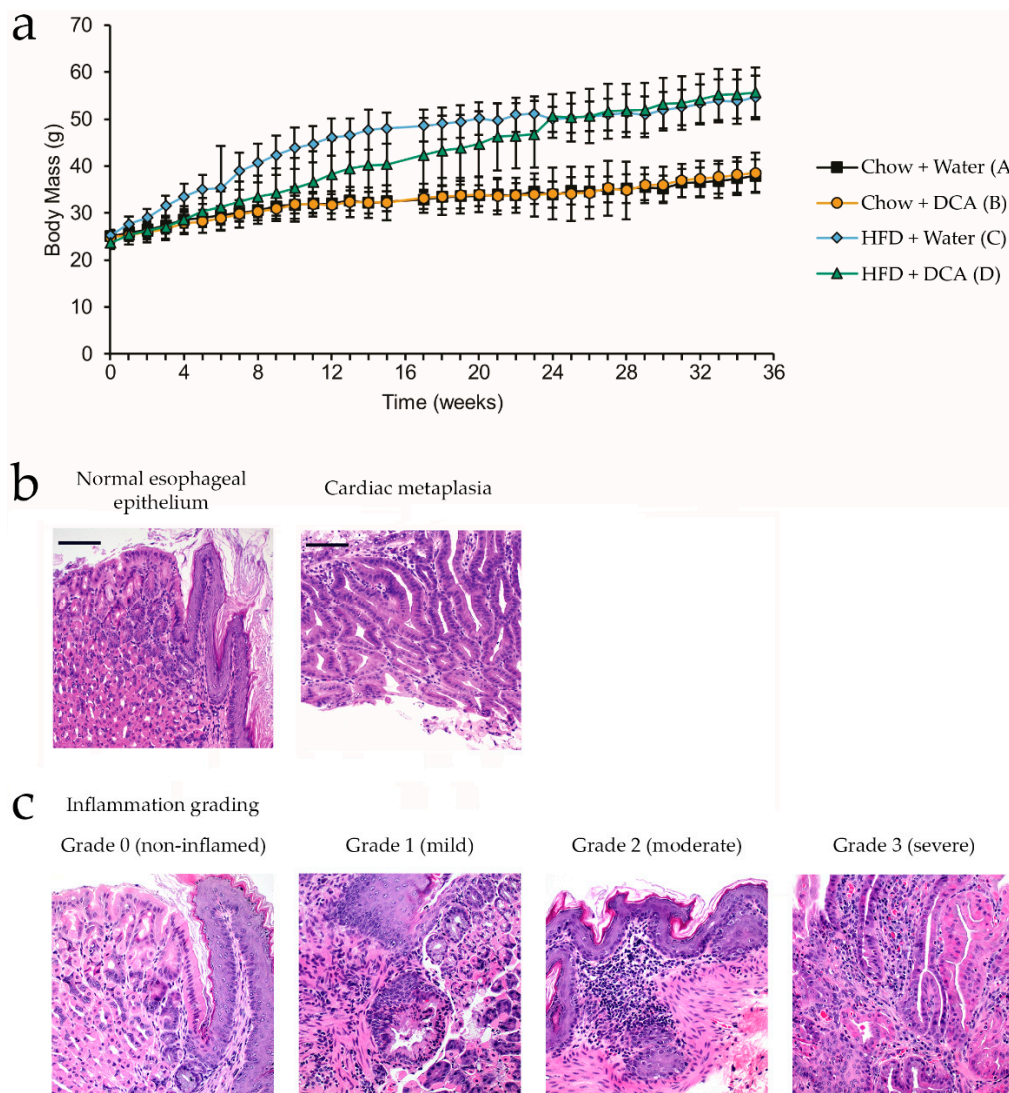 a
70
60
50
40
30
20
10
0
Body Mass (g)
0 4 8 12 16 20 24 28 32 36
Time (weeks)
Chow + Water (A
Chow + DCA (B)
HFD + Water (C)
HFD + DCA (D)
b
Normal esophageal
epithelium
Cardiac metaplasia
c
Inflammation grading
Grade 0 (non-inflamed)
Grade 1 (mild)
Grade 2 (moderate)
Grade 3 (severe)